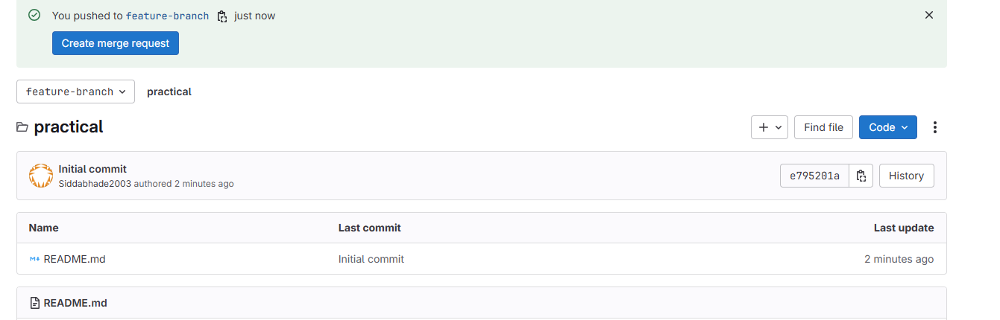 You pushed to feature-branch just now
Create merge request
feature-branch practical
practical
Find file
Code
Initial commit
Siddabhade2003 authored 2 minutes ago
e795201a
History
Name Last commit Last update
README.md Initial commit 2 minutes ago
README.md